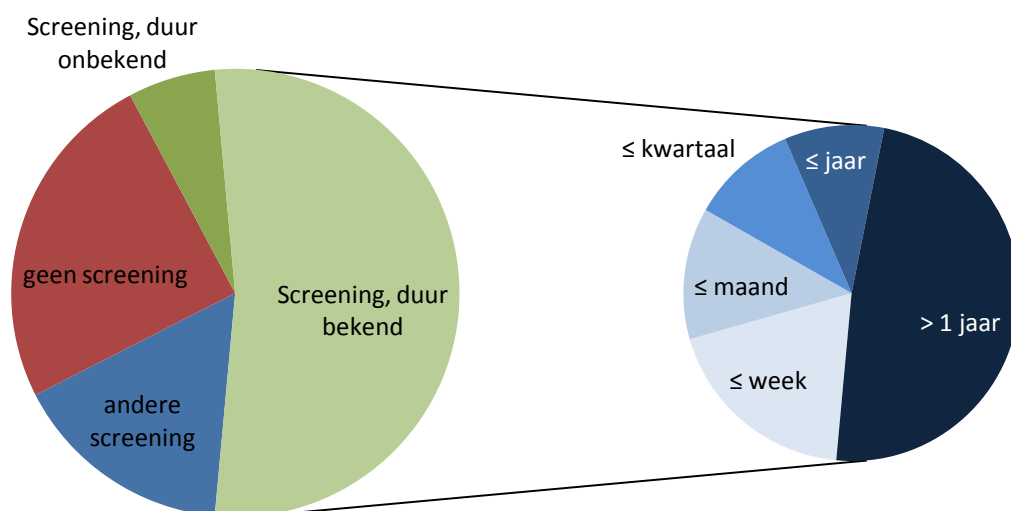 Screening, duur
onbekend
geen screening
andere
screening
Screening, duur
bekend
≤ kwartaal
≤ jaar
≤ maand
≤ week
> 1 jaar